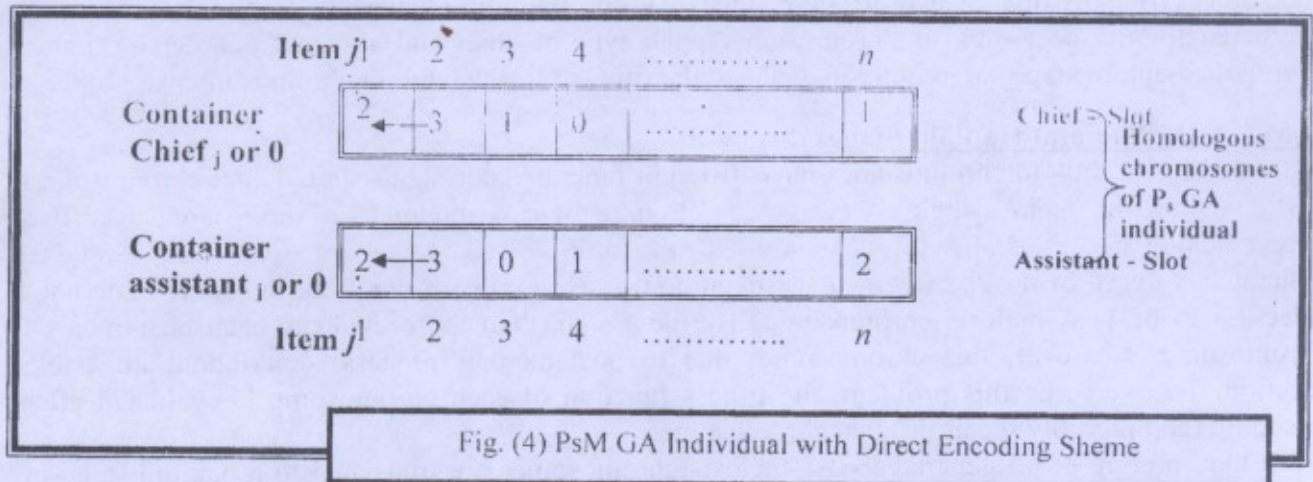 Item j1 2 3 4 .................. n
Container
Chief j or 0
2 3 1 0 .................. 1
Chief - Slot
Homologous
chromosomes
of Ps GA
individual
Container
assistant j or 0
2 3 0 1 .................. 2
Assistant - Slot
Item j1 2 3 4 .................. n
Fig. (4) PsM GA Individual with Direct Encoding Sheme